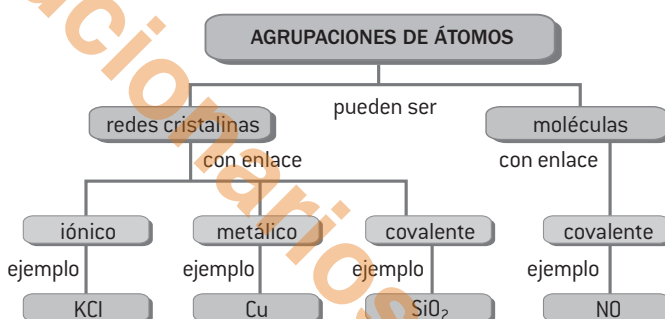 AGRUPACIONES DE ÁTOMOS
pueden ser
redes cristalinas
moléculas
con enlace
con enlace
iónico
metálico
covalente
covalente
ejemplo
ejemplo
ejemplo
ejemplo
KCl
Cu
SiO₂
NO